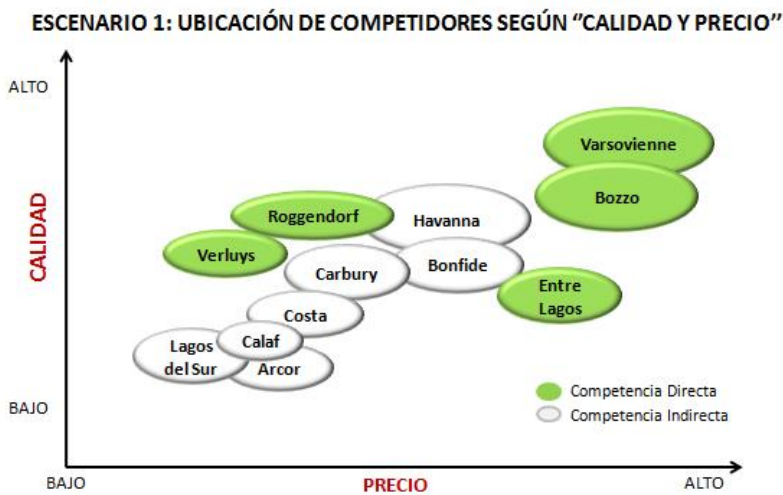 ESCENARIO 1: UBICACIÓN DE COMPETIDORES SEGÚN “CALIDAD Y PRECIO”
ALTO
Varsovienne
Bozzo
Roggendorf
Havanna
CALIDAD
Verluys
Carbury
Bonfide
Entre
Lagos
Costa
Calaf
Lagos
del Sur
Arcor
Competencia Directa
BAJO
Competencia Indirecta
BAJO
PRECIO
ALTO